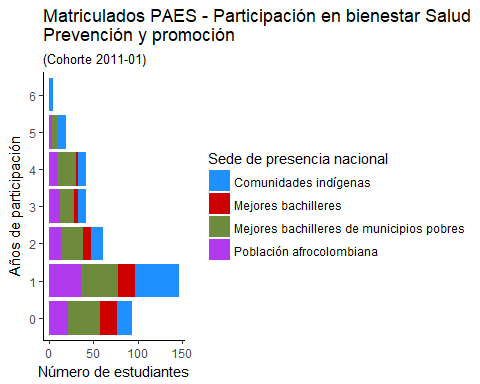 Matriculados PAES - Participación en bienestar Salud
Prevención y promoción
(Cohorte 2011-01)
Años de participación
6
5
4
3
2
1
0
0
50
100
150
Número de estudiantes
Sede de presencia nacional
Comunidades indígenas
Mejores bachilleres
Mejores bachilleres de municipios pobres
Población afrocolombiana